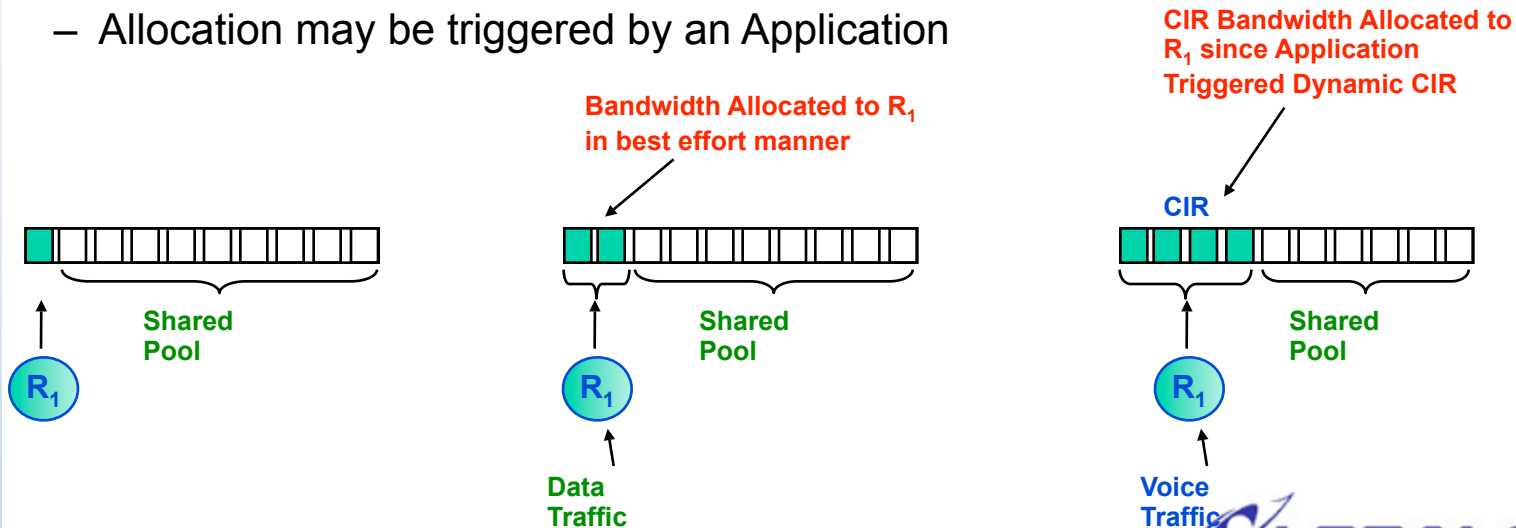 – Allocation may be triggered by an Application
CIR Bandwidth Allocated to
R1 since Application
Triggered Dynamic CIR
Bandwidth Allocated to R1
in best effort manner
CIR
Shared
Pool
Shared
Pool
Shared
Pool
R1
R1
R1
Data
Traffic
Voice
Traffic